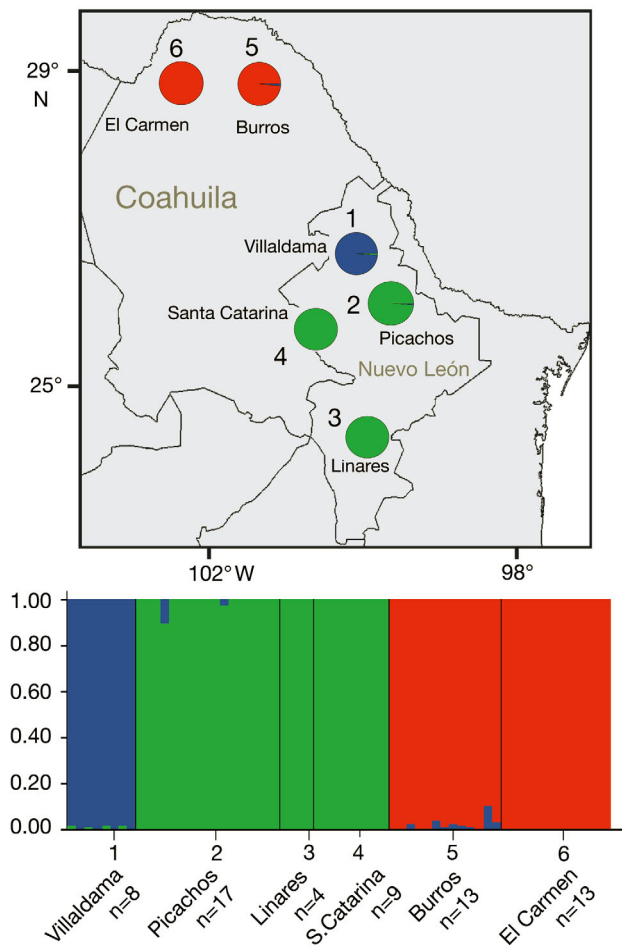 6
5
29°
N
El Carmen
Burros
Coahuila
1
Villaldama
2
Santa Catarina
Picachos
4
Nuevo León
25°
3
Linares
102°W
98°
1.00
0.80
0.60
0.40
0.20
0.00
1
2
3
4
5
6
Villaldama
n=8
Picachos
n=17
Linares
n=4
S.Catarina
n=9
Burros
n=13
El Carmen
n=13